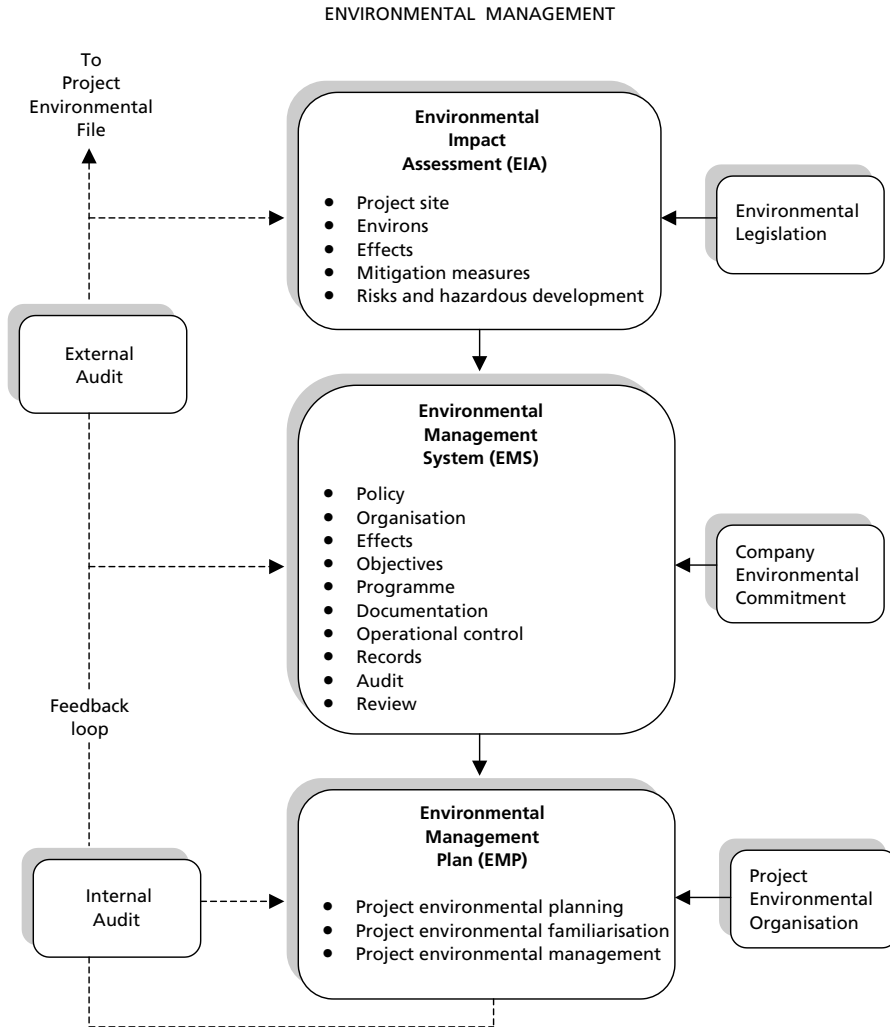 ENVIRONMENTAL MANAGEMENT
To
Project
Environmental
File
Environmental
Impact
Assessment (EIA)
• Project site
• Environs
• Effects
• Mitigation measures
• Risks and hazardous development
Environmental
Legislation
External
Audit
Environmental
Management
System (EMS)
• Policy
• Organisation
• Effects
• Objectives
• Programme
• Documentation
• Operational control
• Records
• Audit
• Review
Company
Environmental
Commitment
Feedback
loop
Environmental
Management
Plan (EMP)
• Project environmental planning
• Project environmental familiarisation
• Project environmental management
Internal
Audit
Project
Environmental
Organisation